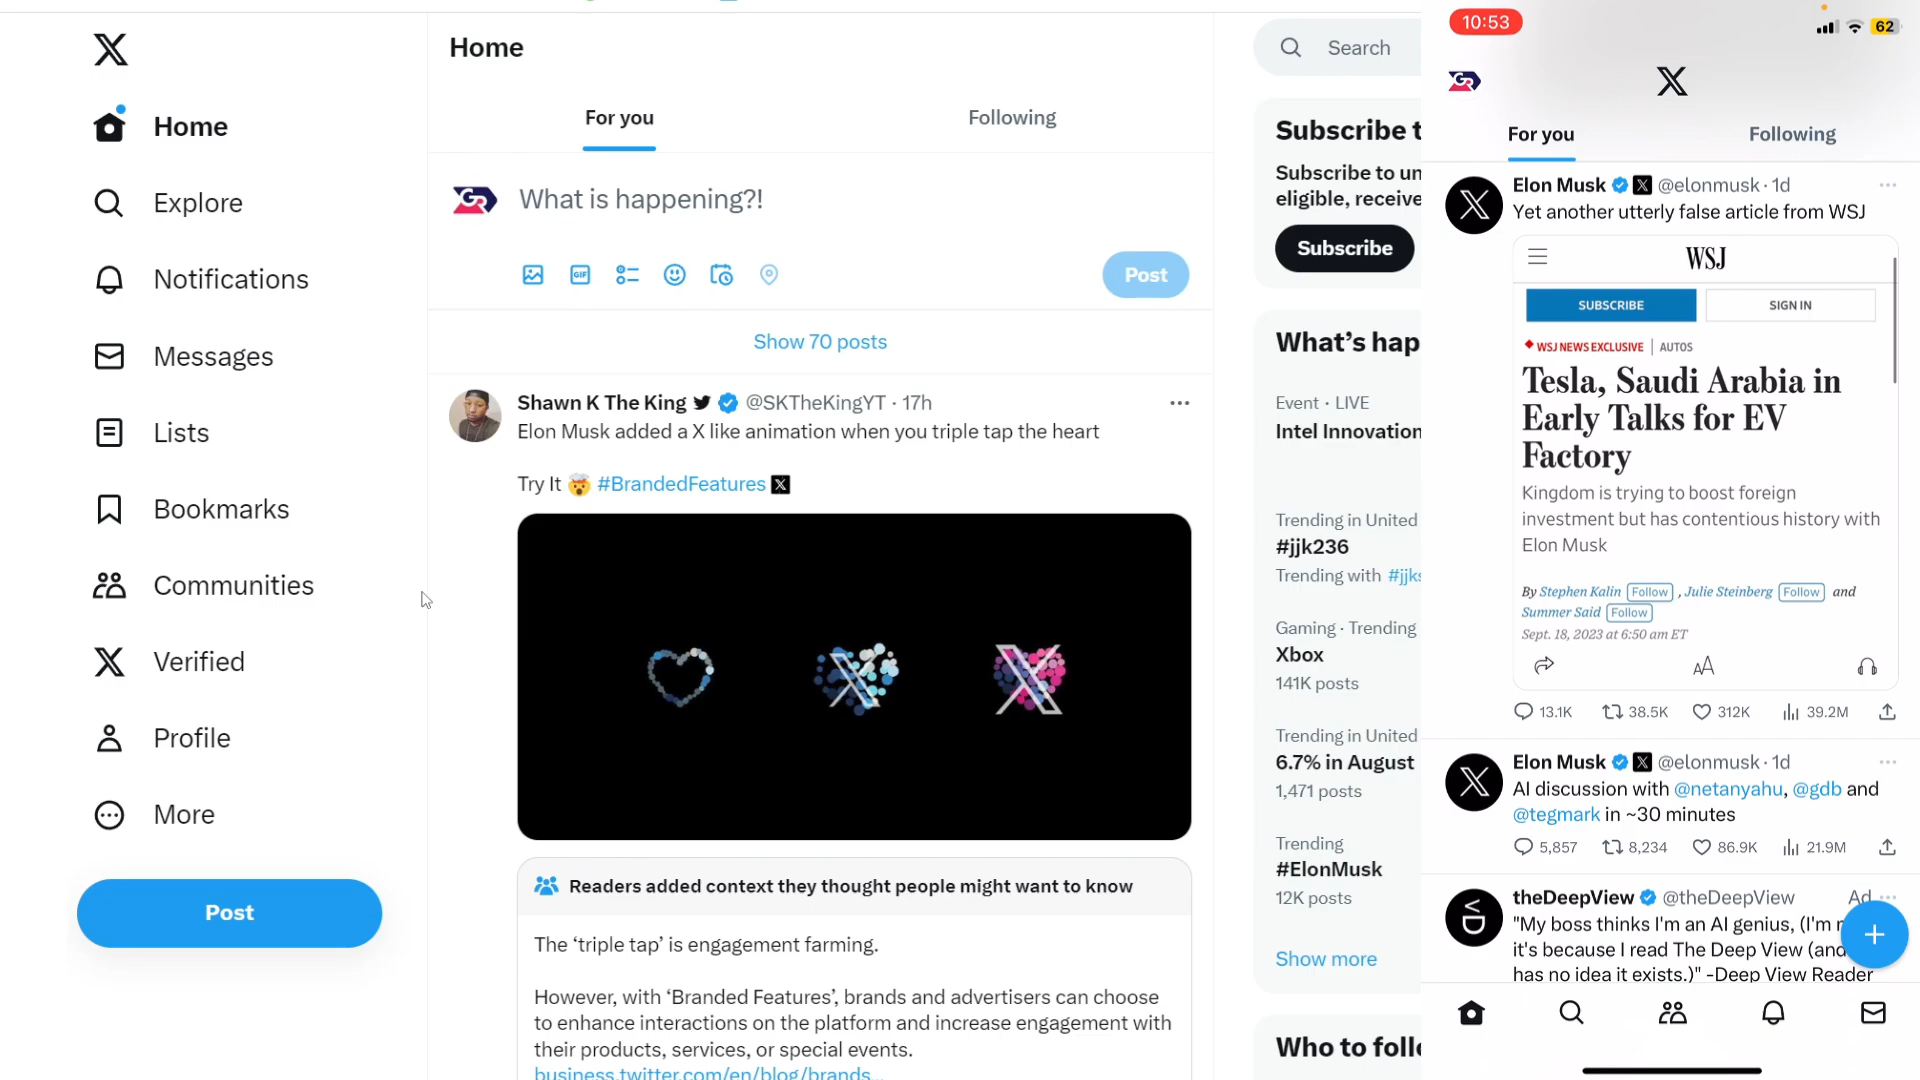 Home
Explore
Notifications
Messages
Lists
Bookmarks
Communities
Verified
Profile
More
Post
Home
For you
Following
What is happening?!
GIF
Post
Show 70 posts
Shawn K The King @SKTheKingYT · 17h
Elon Musk added a X like animation when you triple tap the heart
Try It 🤯 #BrandedFeatures
Readers added context they thought people might want to know
The ‘triple tap’ is engagement farming.
However, with ‘Branded Features’, brands and advertisers can choose
to enhance interactions on the platform and increase engagement with
their products, services, or special events.
business.twitter.com/en/blog/brands...
Search
Subscribe t
Subscribe to un
eligible, receive
Subscribe
What’s hap
Event · LIVE
Intel Innovation
Trending in United
#jjk236
Trending with #jjks
Gaming · Trending
Xbox
141K posts
Trending in United
6.7% in August
1,471 posts
Trending
#ElonMusk
12K posts
Show more
Who to foll
10:53
62
GR
For you
Following
Elon Musk @elonmusk · 1d
Yet another utterly false article from WSJ
WSJ
SUBSCRIBE
SIGN IN
WSJ NEWS EXCLUSIVE | AUTOS
Tesla, Saudi Arabia in
Early Talks for EV
Factory
Kingdom is trying to boost foreign
investment but has contentious history with
Elon Musk
By Stephen Kalin Follow , Julie Steinberg Follow and
Summer Said Follow
Sept. 18, 2023 at 6:50 am ET
AA
13.1K 38.5K 312K 39.2M
Elon Musk @elonmusk · 1d
AI discussion with @netanyahu, @gdb and
@tegmark in ~30 minutes
5,857 8,234 86.9K 21.9M
theDeepView @theDeepView Ad
"My boss thinks I'm an AI genius, (I'm
it's because I read The Deep View (and
has no idea it exists.)" -Deep View Reader